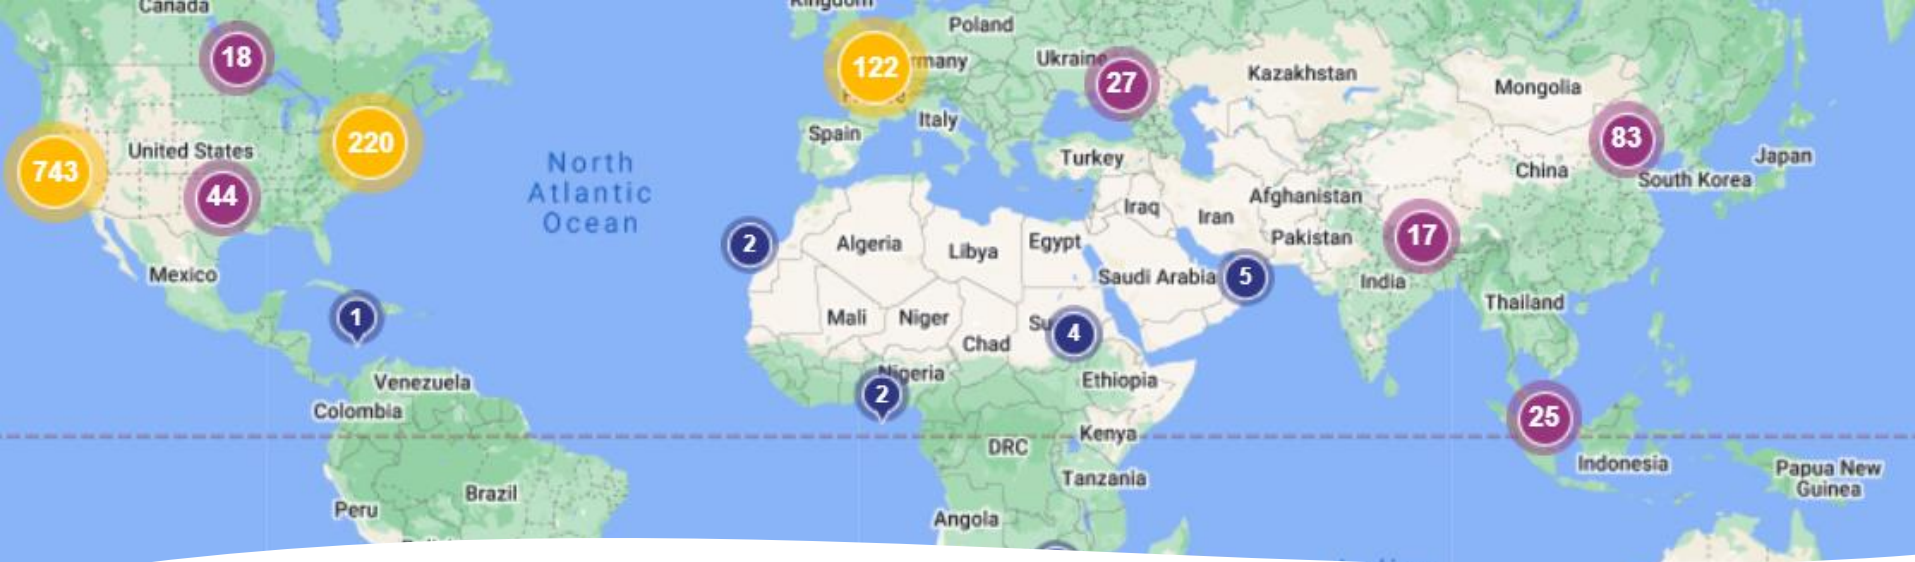 Canada
18
122
Poland
Ukraine
27
Kazakhstan
Mongolia
83
Japan
South Korea
China
743
United States
220
44
North
Atlantic
Ocean
Spain
Italy
Turkey
Iraq
Iran
Afghanistan
Pakistan
17
India
Mexico
1
2
Algeria
Libya
Egypt
Saudi Arabia
5
Thailand
Mali
Niger
Chad
4
Nigeria
2
Ethiopia
Venezuela
Colombia
25
DRC
Kenya
Tanzania
Indonesia
Papua New
Guinea
Brazil
Peru
Angola